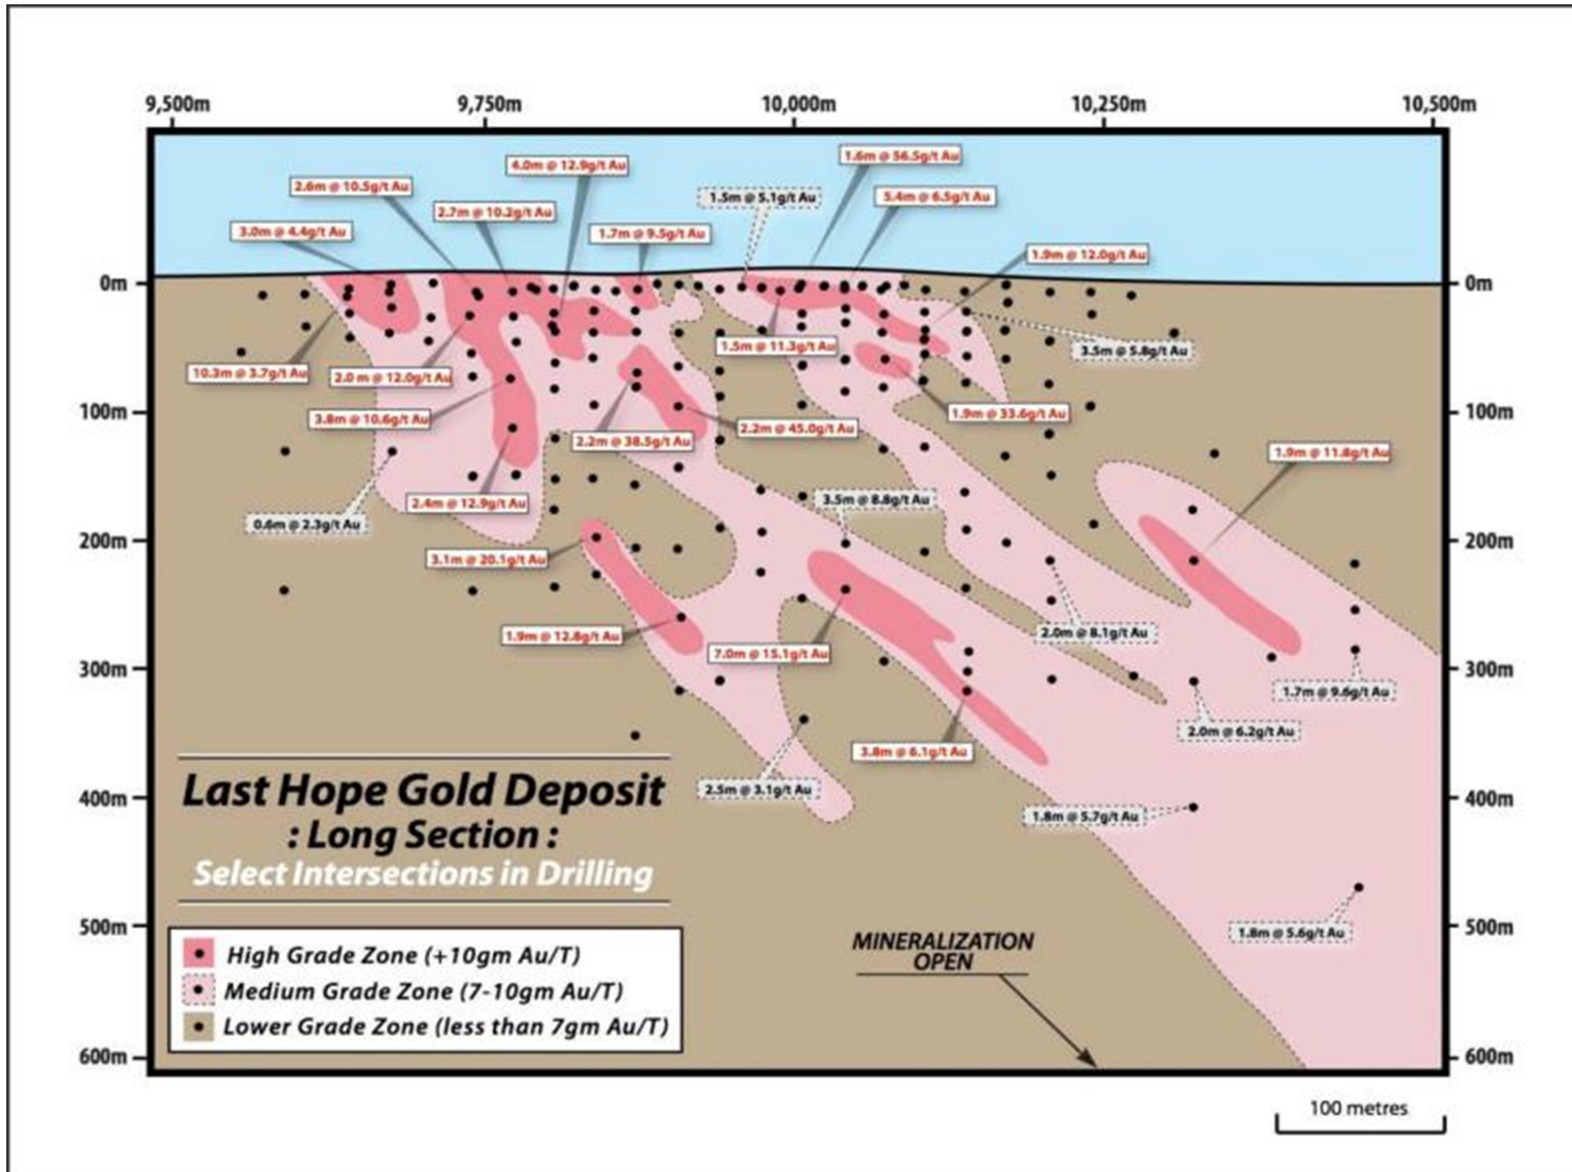 9,500m 9,750m 10,000m 10,250m 10,500m
1.6m @ 56.5g/t Au
4.0m @ 12.9g/t Au
2.6m @ 10.5g/t Au
1.5m @ 5.1g/t Au
5.4m @ 6.5g/t Au
2.7m @ 10.2g/t Au
3.0m @ 4.4g/t Au
1.7m @ 9.5g/t Au
1.9m @ 12.0g/t Au
0m 0m
1.5m @ 11.3g/t Au
3.5m @ 5.8g/t Au
10.3m @ 3.7g/t Au
2.0 m @ 12.0g/t Au
100m 100m
3.8m @ 10.6g/t Au
1.9m @ 33.6g/t Au
2.2m @ 45.0g/t Au
2.2m @ 38.5g/t Au
1.9m @ 11.8g/t Au
2.4m @ 12.9g/t Au
3.5m @ 8.8g/t Au
0.6m @ 2.3g/t Au
200m 200m
3.1m @ 20.1g/t Au
1.9m @ 12.8g/t Au
2.0m @ 8.1g/t Au
7.0m @ 15.1g/t Au
300m 300m
1.7m @ 9.6g/t Au
2.0m @ 6.2g/t Au
3.8m @ 6.1g/t Au
2.5m @ 3.1g/t Au
400m 400m
1.8m @ 5.7g/t Au
Last Hope Gold Deposit
: Long Section :
Select Intersections in Drilling
500m 500m
1.8m @ 5.6g/t Au
MINERALIZATION
OPEN
High Grade Zone (+10gm Au/T)
Medium Grade Zone (7-10gm Au/T)
Lower Grade Zone (less than 7gm Au/T)
600m 600m
100 metres